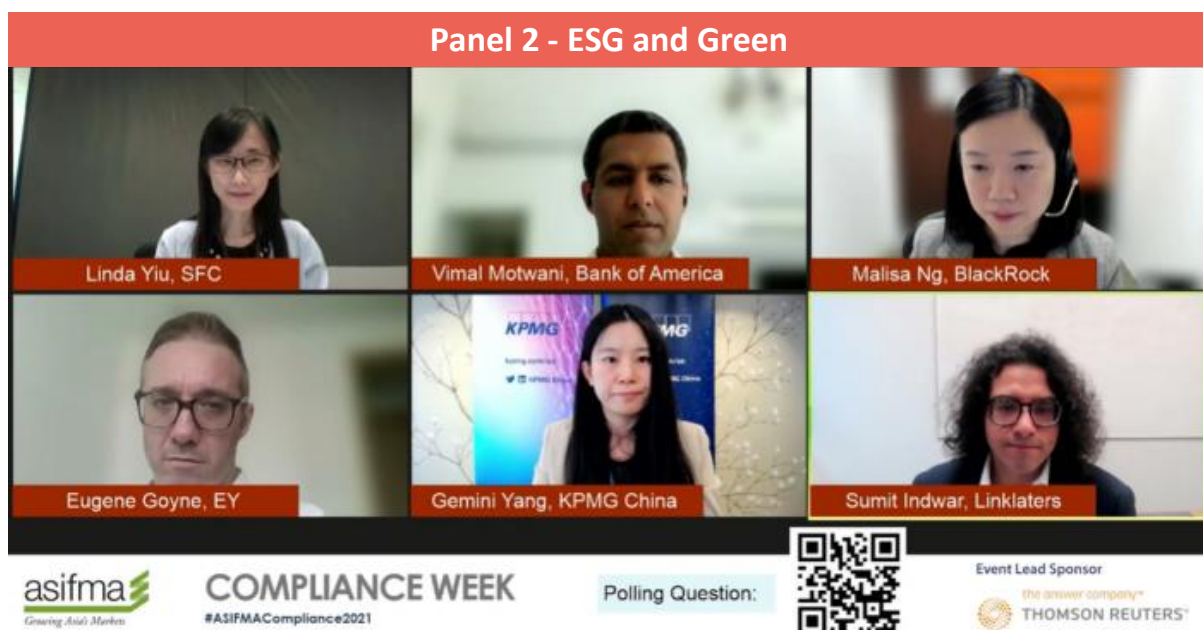 Panel 2 - ESG and Green
Linda Yiu, SFC
Vimal Motwani, Bank of America
Malisa Ng, BlackRock
KPMG
MG
Eugene Goyne, EY
Gemini Yang, KPMG China
Sumit Indwar, Linklaters
asifma
Growing Asia's Markets
COMPLIANCE WEEK
#ASIFMACompliance2021
Polling Question:
Event Lead Sponsor
the answer company™
THOMSON REUTERS®